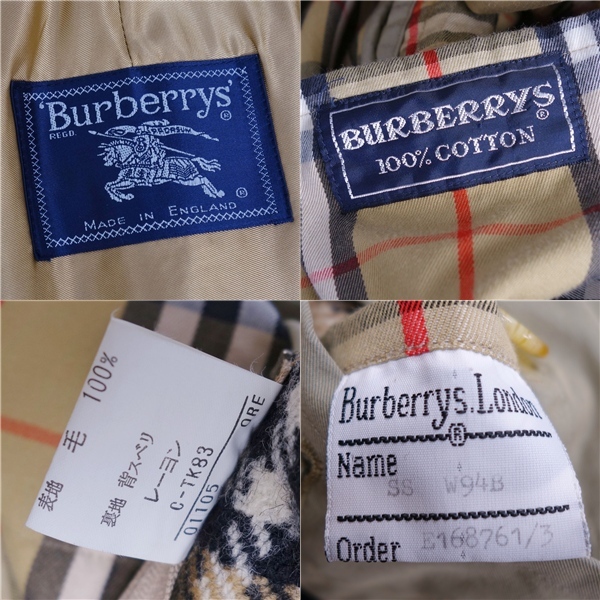 'Burberrys'
REGD.
®
PRORSUM
®
MADE IN ENGLAND
BURBERRYS
®
100% COTTON
表地 毛 100%
裏地 背スベリ
レーヨン
C-TK83
01105 ORE
Burberrys.London
®
Name
SS W94B
Order E168761/3